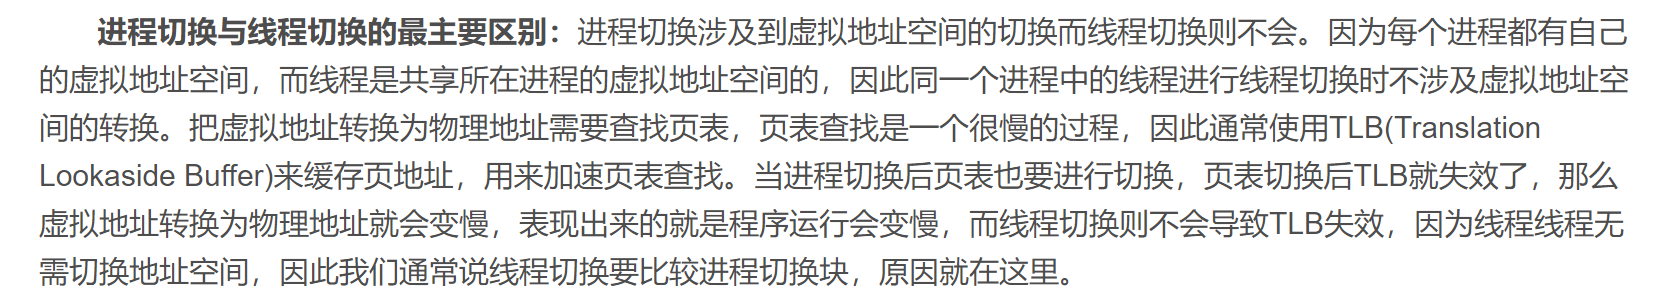 进程切换与线程切换的最主要区别：进程切换涉及到虚拟地址空间的切换而线程切换则不会。因为每个进程都有自己
的虚拟地址空间，而线程是共享所在进程的虚拟地址空间的，因此同一个进程中的线程进行线程切换时不涉及虚拟地址空
间的转换。把虚拟地址转换为物理地址需要查找页表，页表查找是一个很慢的过程，因此通常使用TLB(Translation
Lookaside Buffer)来缓存页地址，用来加速页表查找。当进程切换后页表也要进行切换，页表切换后TLB就失效了，那么
虚拟地址转换为物理地址就会变慢，表现出来的就是程序运行会变慢，而线程切换则不会导致TLB失效，因为线程线程无
需切换地址空间，因此我们通常说线程切换要比较进程切换块，原因就在这里。